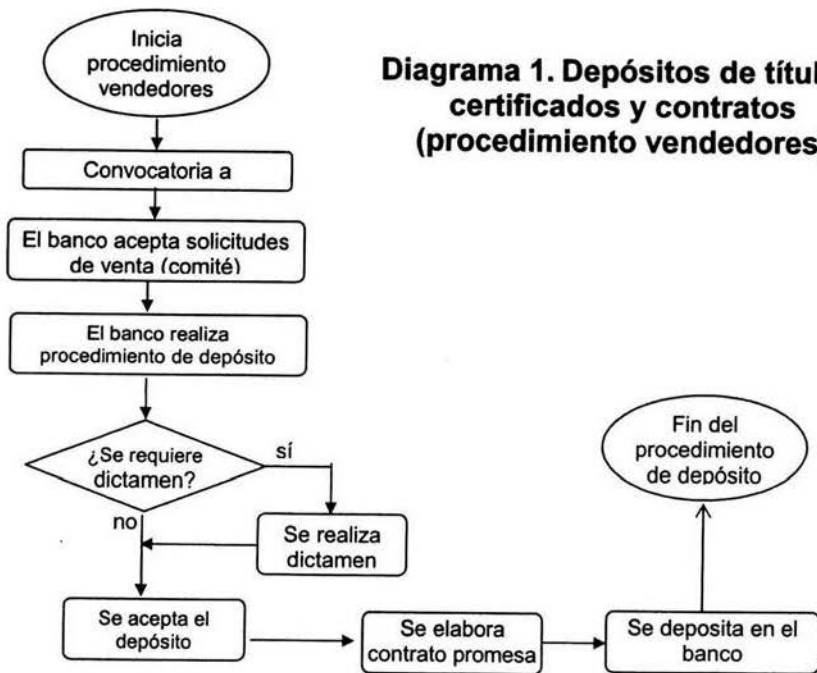 Inicia
procedimiento
vendedores
Diagrama 1. Depósitos de títul
certificados y contratos
(procedimiento vendedores
Convocatoria a
El banco acepta solicitudes
de venta (comité)
El banco realiza
procedimiento de depósito
¿Se requiere
dictamen?
sí
no
Se realiza
dictamen
Fin del
procedimiento
de depósito
Se acepta el
depósito
Se elabora
contrato promesa
Se deposita en el
banco